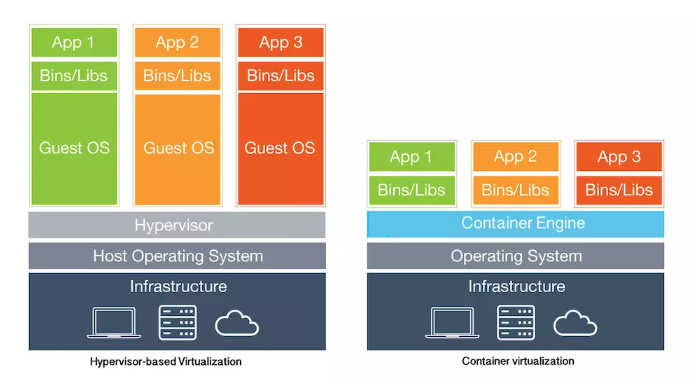 App 1
App 2
App 3
Bins/Libs
Bins/Libs
Bins/Libs
Guest OS
Guest OS
Guest OS
Hypervisor
Host Operating System
Infrastructure
Hypervisor-based Virtualization
App 1
App 2
App 3
Bins/Libs
Bins/Libs
Bins/Libs
Container Engine
Operating System
Infrastructure
Container virtualization